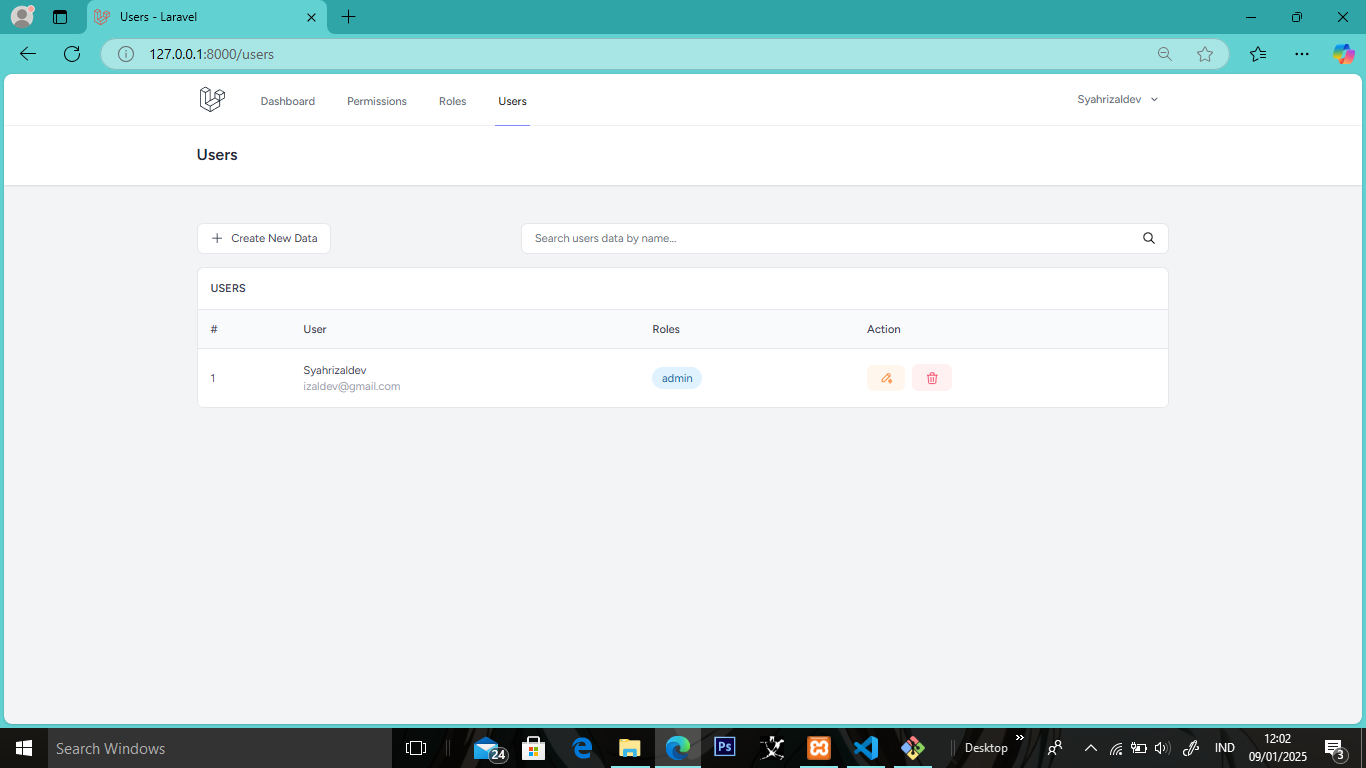 Users - Laravel
127.0.0.1:8000/users
Dashboard Permissions Roles Users Syahrizaldev
Users
Create New Data Search users data by name...
USERS
# User Roles Action
1 Syahrizaldev admin
izaldev@gmail.com
Search Windows 24 Ps Desktop » IND 12:02
09/01/2025 3